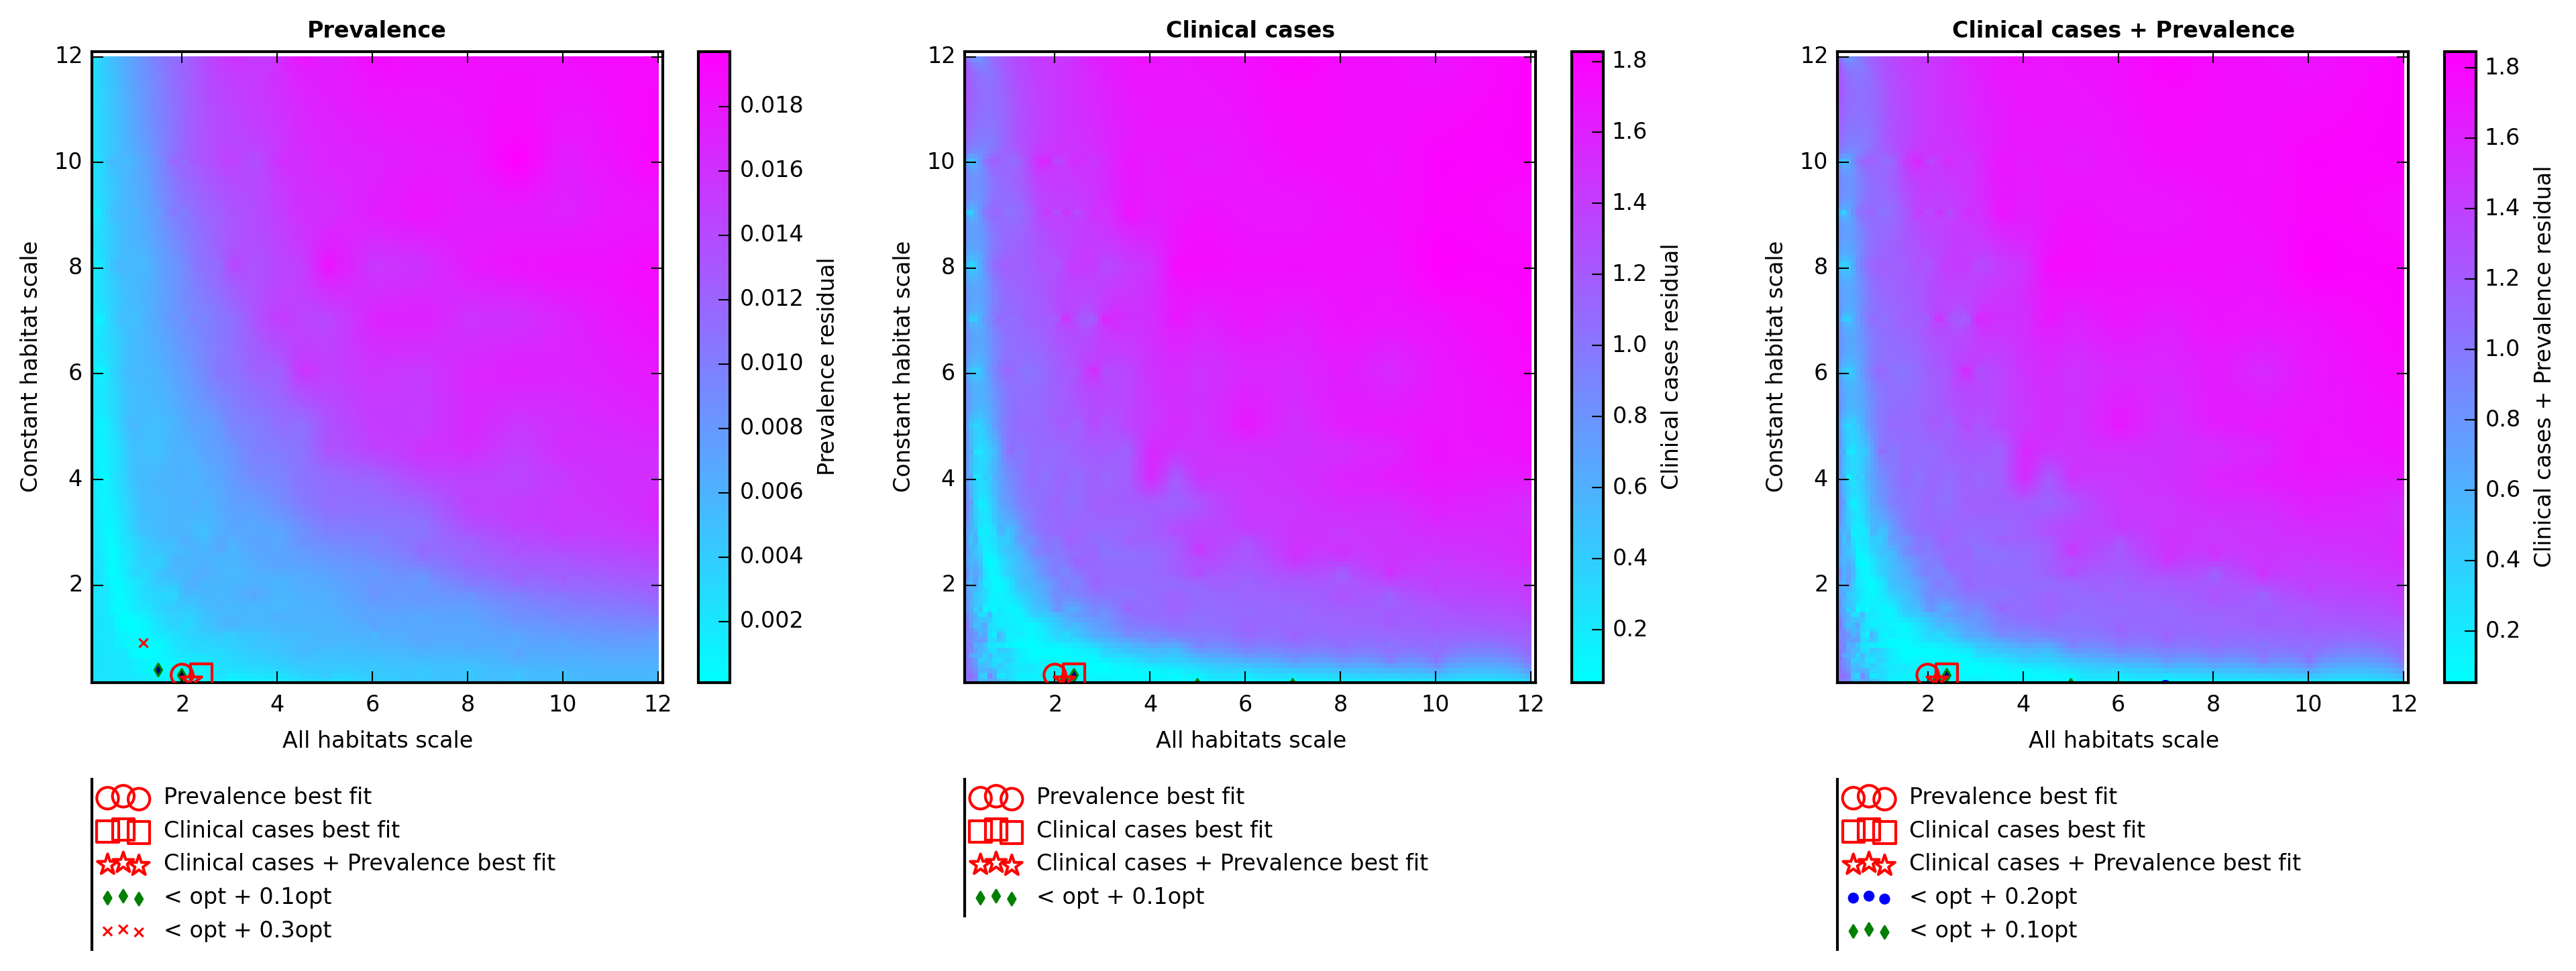 Prevalence
12
10
8
6
4
2
Constant habitat scale
2 4 6 8 10 12
All habitats scale
0.018
0.016
0.014
0.012
0.010
0.008
0.006
0.004
0.002
Prevalence residual
Prevalence best fit
Clinical cases best fit
Clinical cases + Prevalence best fit
< opt + 0.1opt
< opt + 0.3opt
Clinical cases
12
10
8
6
4
2
Constant habitat scale
2 4 6 8 10 12
All habitats scale
1.8
1.6
1.4
1.2
1.0
0.8
0.6
0.4
0.2
Clinical cases residual
Prevalence best fit
Clinical cases best fit
Clinical cases + Prevalence best fit
< opt + 0.1opt
Clinical cases + Prevalence
12
10
8
6
4
2
Constant habitat scale
2 4 6 8 10 12
All habitats scale
1.8
1.6
1.4
1.2
1.0
0.8
0.6
0.4
0.2
Clinical cases + Prevalence residual
Prevalence best fit
Clinical cases best fit
Clinical cases + Prevalence best fit
< opt + 0.2opt
< opt + 0.1opt